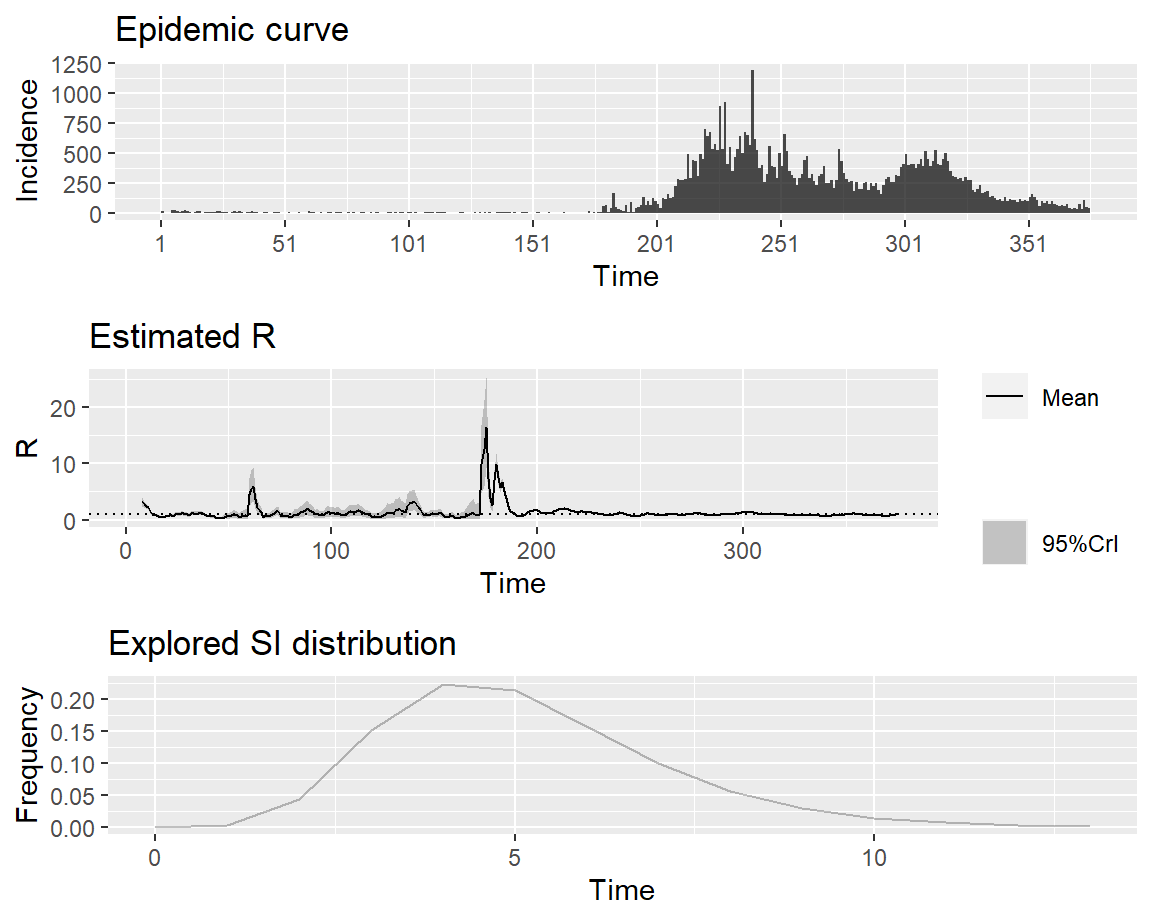 Epidemic curve
Incidence
1250
1000
750
500
250
0
1 51 101 151 201 251 301 351
Time
Estimated R
R
20
10
0
0 100 200 300
Time
Mean
95%CrI
Explored SI distribution
Frequency
0.20
0.15
0.10
0.05
0.00
0 5 10
Time